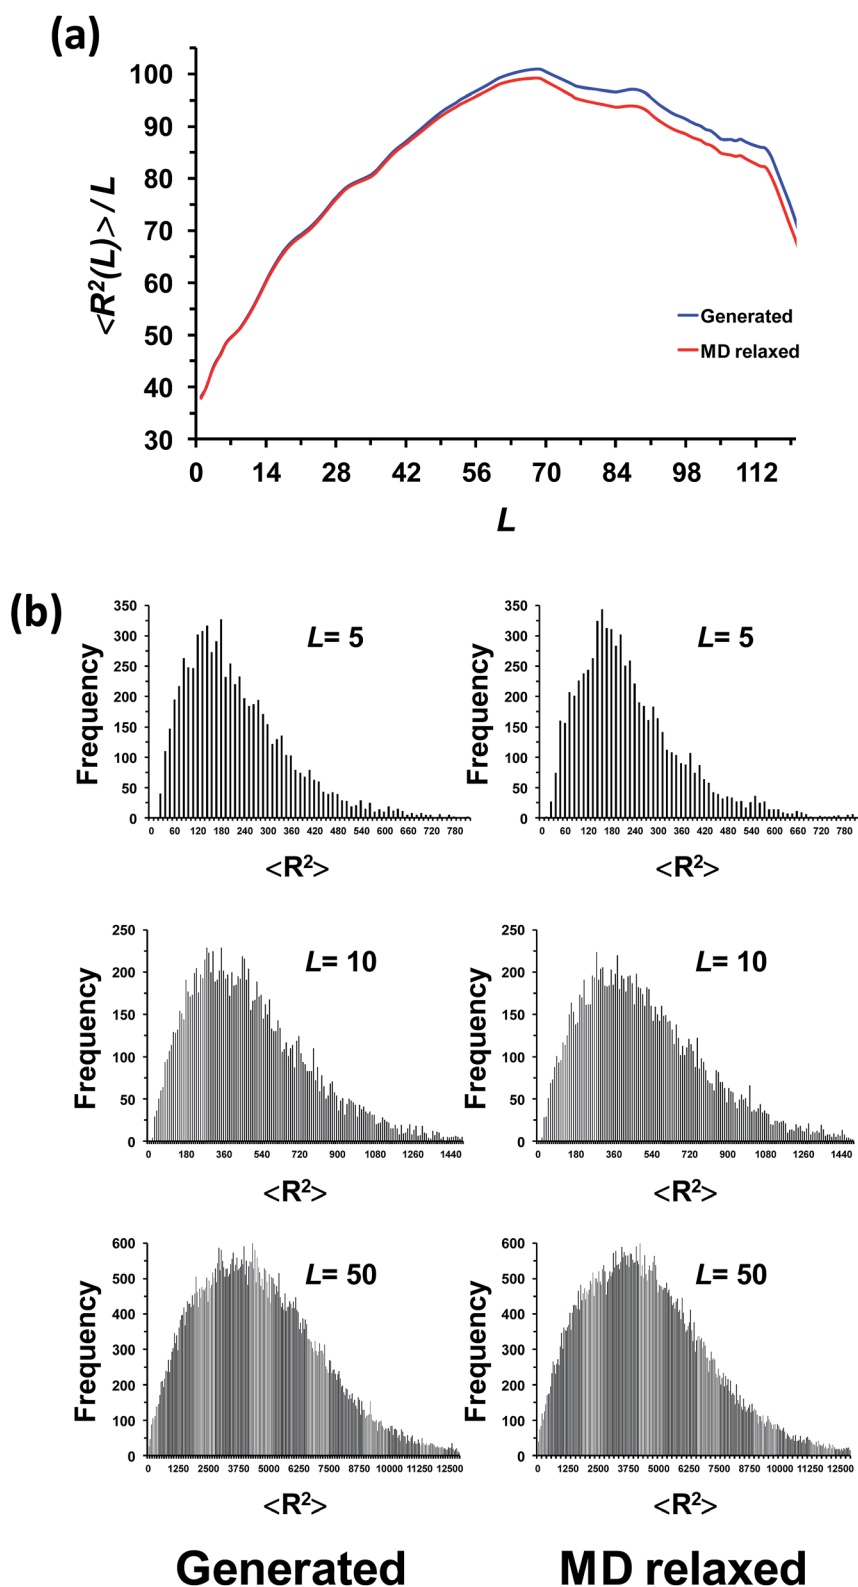 (a)
100
90
80
70
60
50
40
30
<R²(L)> / L
Generated
MD relaxed
0 14 28 42 56 70 84 98 112
L
(b)
350
300
250
200
150
100
50
0
Frequency
L= 5
0 60 120 180 240 300 360 420 480 540 600 660 720 780
<R²>
350
300
250
200
150
100
50
0
Frequency
L= 5
0 60 120 180 240 300 360 420 480 540 600 660 720 780
<R²>
250
200
150
100
50
0
Frequency
L= 10
0 180 360 540 720 900 1080 1260 1440
<R²>
250
200
150
100
50
0
Frequency
L= 10
0 180 360 540 720 900 1080 1260 1440
<R²>
600
500
400
300
200
100
0
Frequency
L= 50
0 1250 2500 3750 5000 6250 7500 8750 10000 11250 12500
<R²>
600
500
400
300
200
100
0
Frequency
L= 50
0 1250 2500 3750 5000 6250 7500 8750 10000 11250 12500
<R²>
Generated
MD relaxed